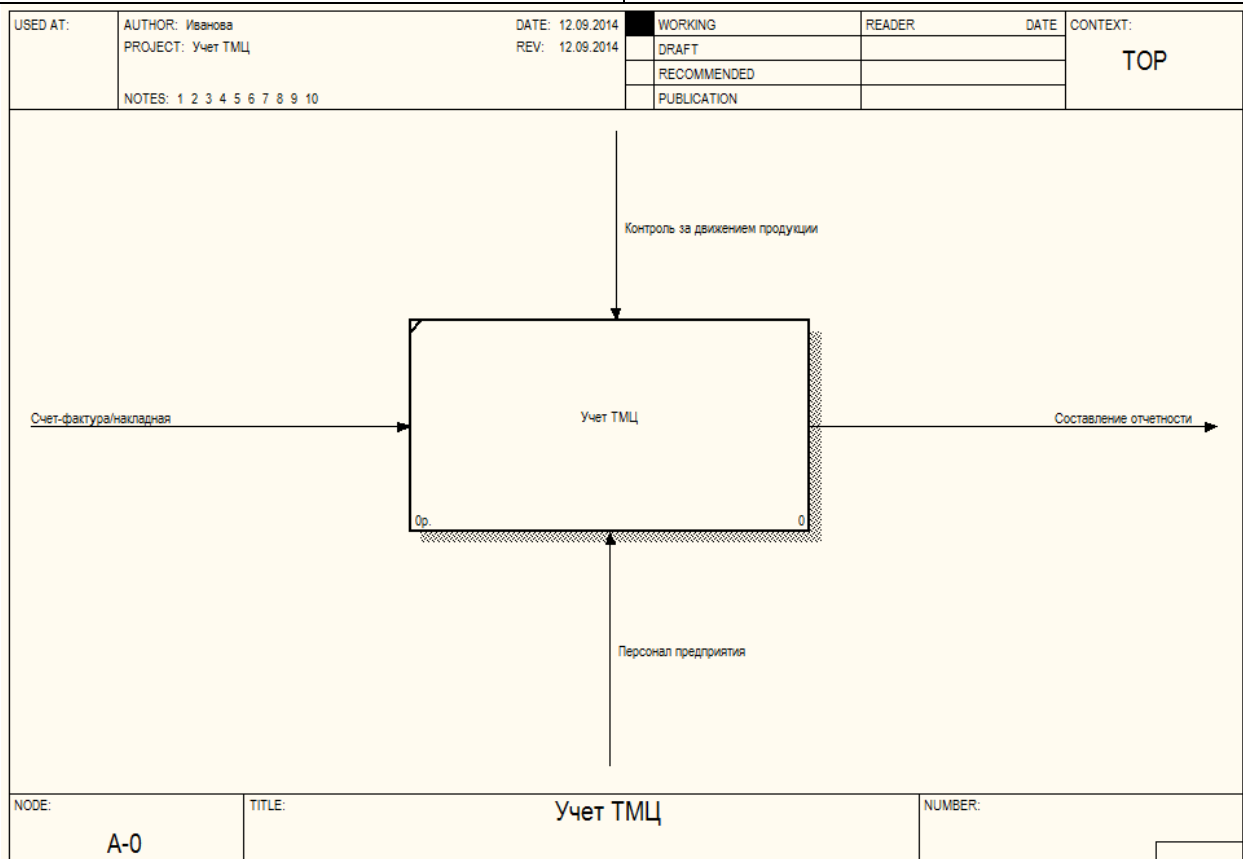 USED AT:
AUTHOR: Иванова
DATE: 12.09.2014
WORKING
READER
DATE
CONTEXT:
PROJECT: Учет ТМЦ
REV: 12.09.2014
DRAFT
TOP
RECOMMENDED
NOTES: 1 2 3 4 5 6 7 8 9 10
PUBLICATION
Контроль за движением продукции
Счет-фактура/накладная
Учет ТМЦ
Составление отчетности
0р.
0
Персонал предприятия
NODE:
TITLE:
Учет ТМЦ
NUMBER:
A-0